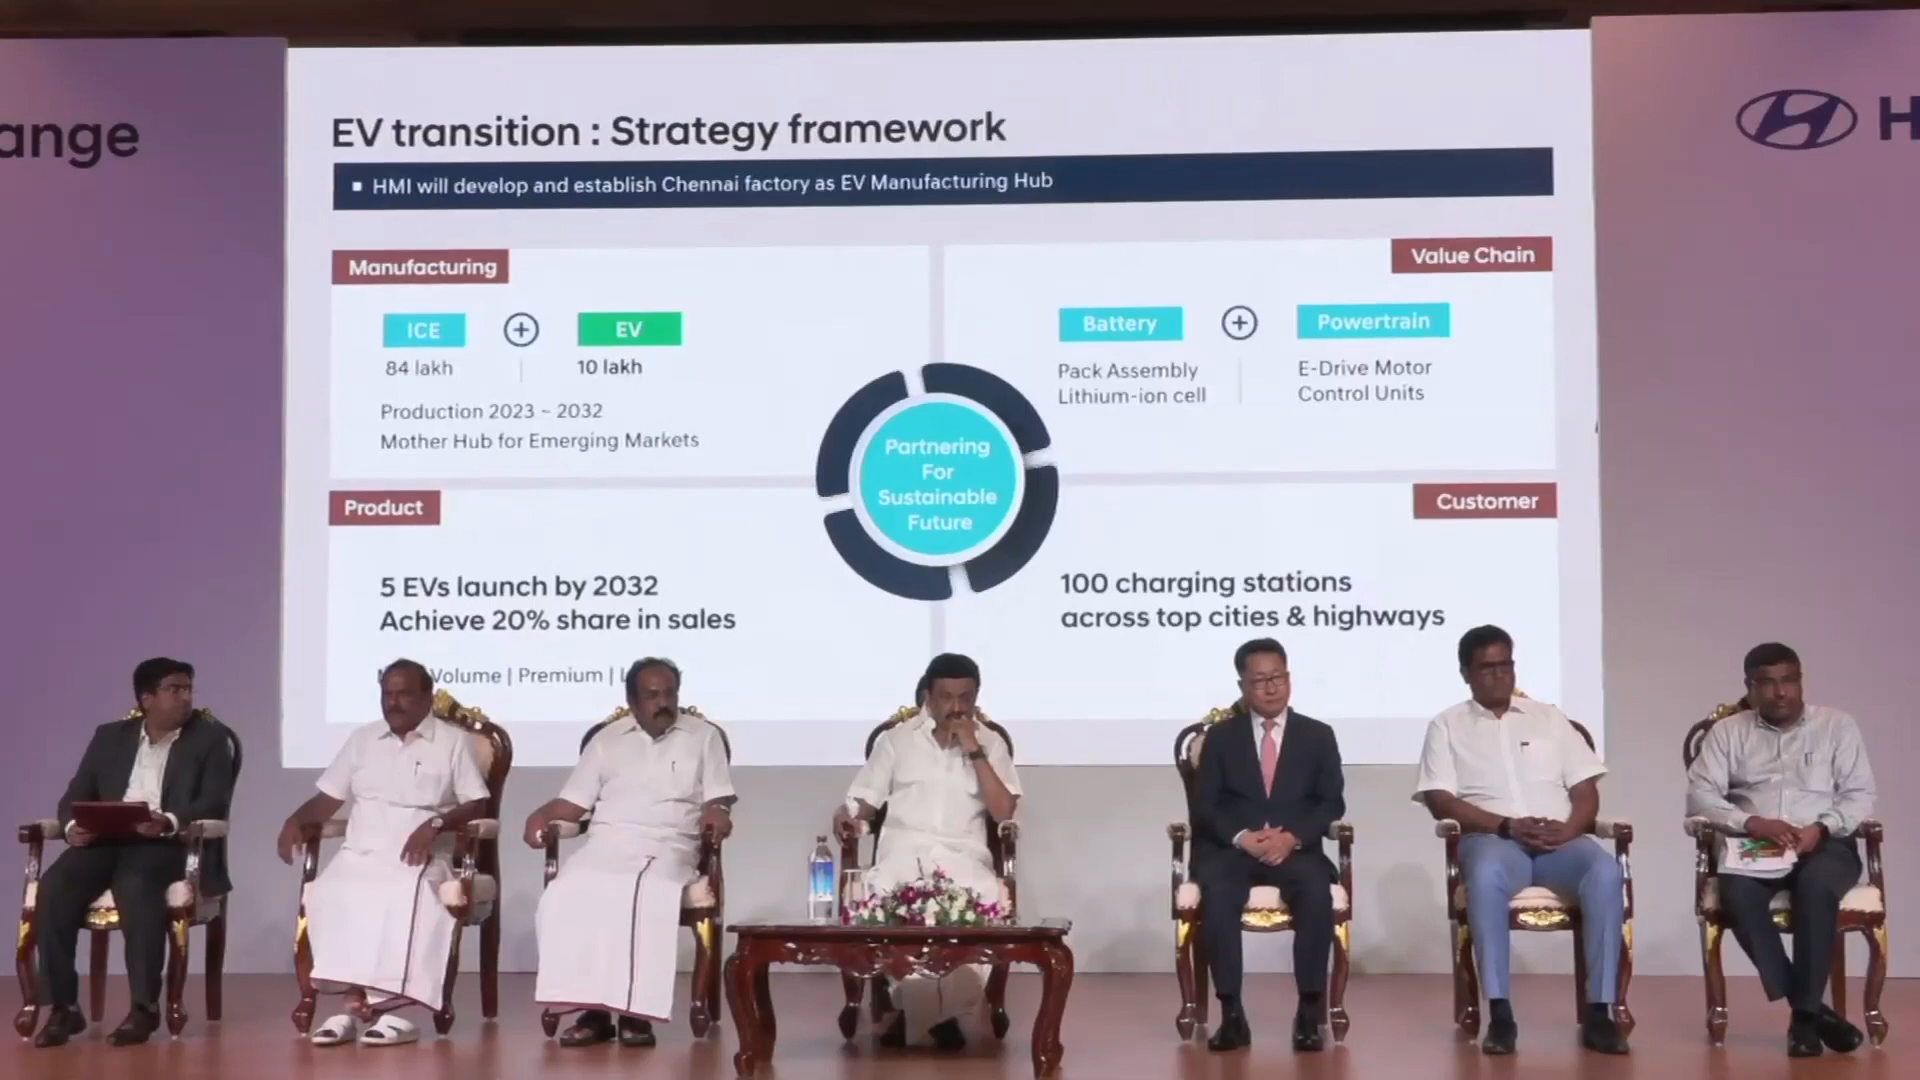 ange
H
EV transition : Strategy framework
▪ HMI will develop and establish Chennai factory as EV Manufacturing Hub
Manufacturing
ICE + EV
84 lakh 10 lakh
Production 2023 ~ 2032
Mother Hub for Emerging Markets
Value Chain
Battery + Powertrain
Pack Assembly E-Drive Motor
Lithium-ion cell Control Units
Partnering
For
Sustainable
Future
Product
5 EVs launch by 2032
Achieve 20% share in sales
Volume | Premium |
Customer
100 charging stations
across top cities & highways